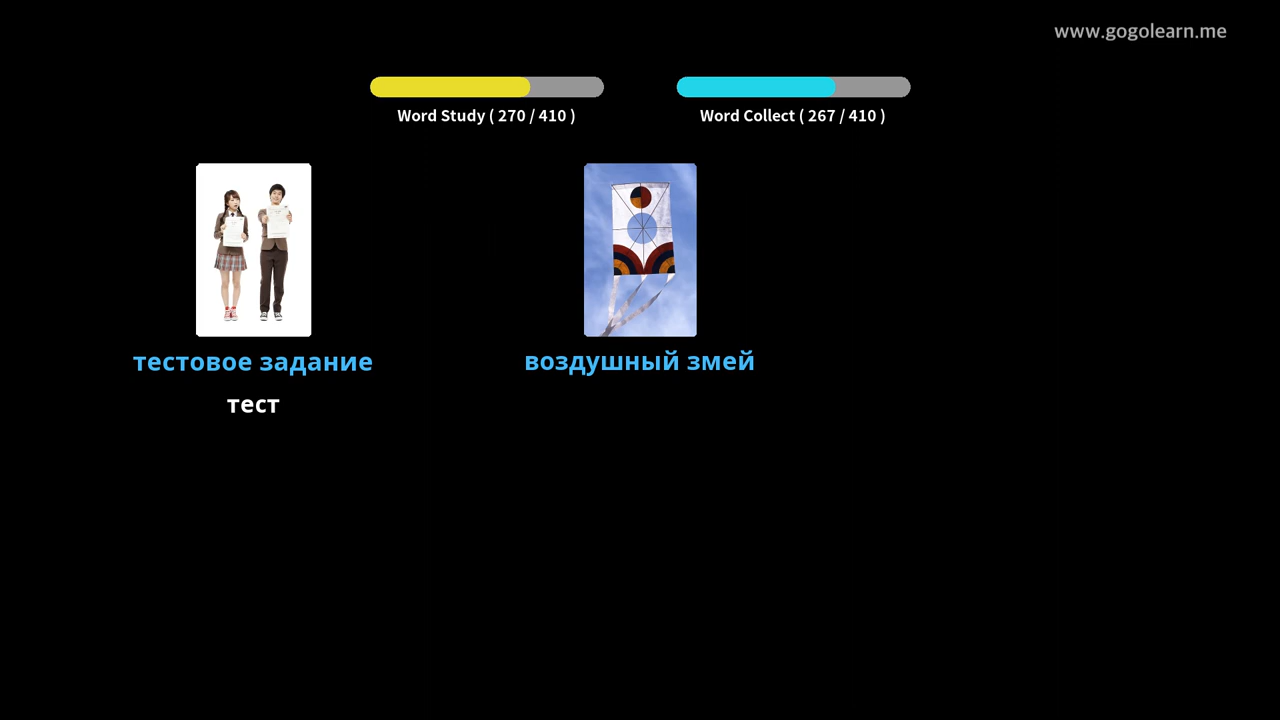 www.gogolearn.me
Word Study ( 270 / 410 )
Word Collect ( 267 / 410 )
тестовое задание
тест
воздушный змей